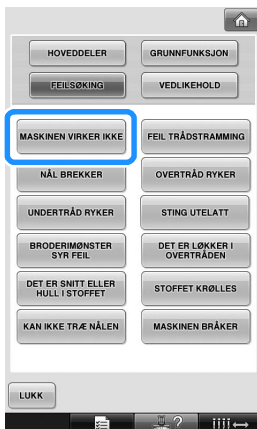 HOVEDDELER GRUNNFUNKSJON
FEILSØKING VEDLIKEHOLD
MASKINEN VIRKER IKKE FEIL TRÅDSTRAMMING
NÅL BREKKER OVERTRÅD RYKER
UNDERTRÅD RYKER STING UTELATT
BRODERIMØNSTER
SYR FEIL
DET ER LØKKER I
OVERTRÅDEN
DET ER SNITT ELLER
HULL I STOFFET
STOFFET KRØLLES
KAN IKKE TRÆ NÅLEN MASKINEN BRÅKER
LUKK
?